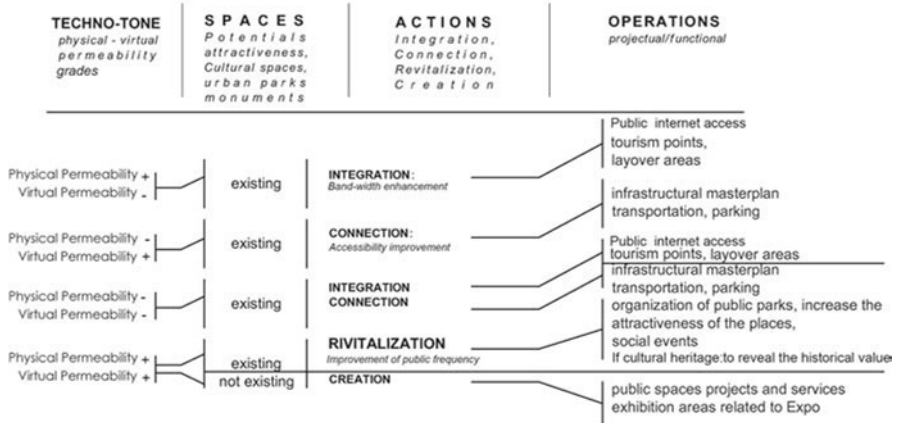 TECHNO-TONE
physical - virtual
permeability
grades
SPACES
Potentials
attractiveness,
Cultural spaces,
urban parks
monuments
ACTIONS
Integration,
Connection,
Revitalization,
Creation
OPERATIONS
projectual/functional
Physical Permeability +
Virtual Permeability -
existing
INTEGRATION:
Band-width enhancement
Public internet access
tourism points,
layover areas
Physical Permeability -
Virtual Permeability +
existing
CONNECTION:
Accessibility improvement
infrastructural masterplan
transportation, parking
Physical Permeability -
Virtual Permeability -
existing
INTEGRATION
CONNECTION
Public internet access
tourism points, layover areas
infrastructural masterplan
transportation, parking
Physical Permeability +
Virtual Permeability +
existing
not existing
RIVITALIZATION
Improvement of public frequency
organization of public parks, increase the
attractiveness of the places,
social events
If cultural heritage:to reveal the historical value
CREATION
public spaces projects and services
exhibition areas related to Expo